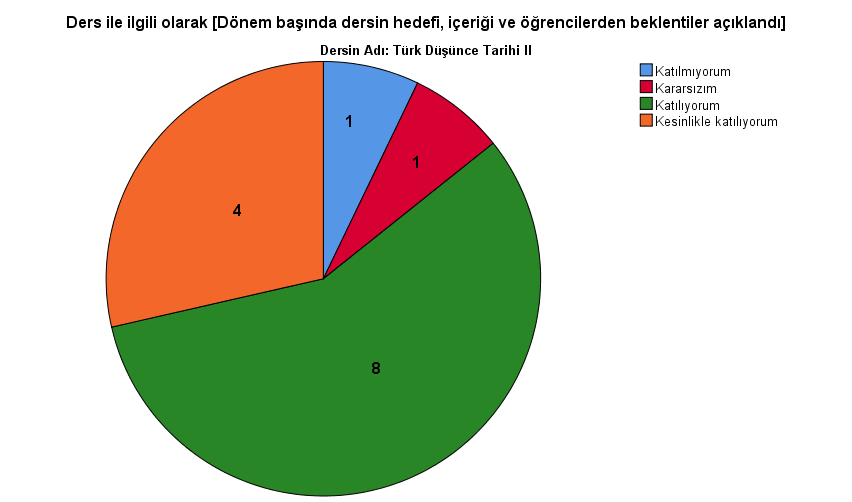 Ders ile ilgili olarak [Dönem başında dersin hedefi, içeriği ve öğrencilerden beklentiler açıklandı]
Dersin Adı: Türk Düşünce Tarihi II
Katılmıyorum
Kararsızım
Katılıyorum
Kesinlikle katılıyorum
1
1
4
8